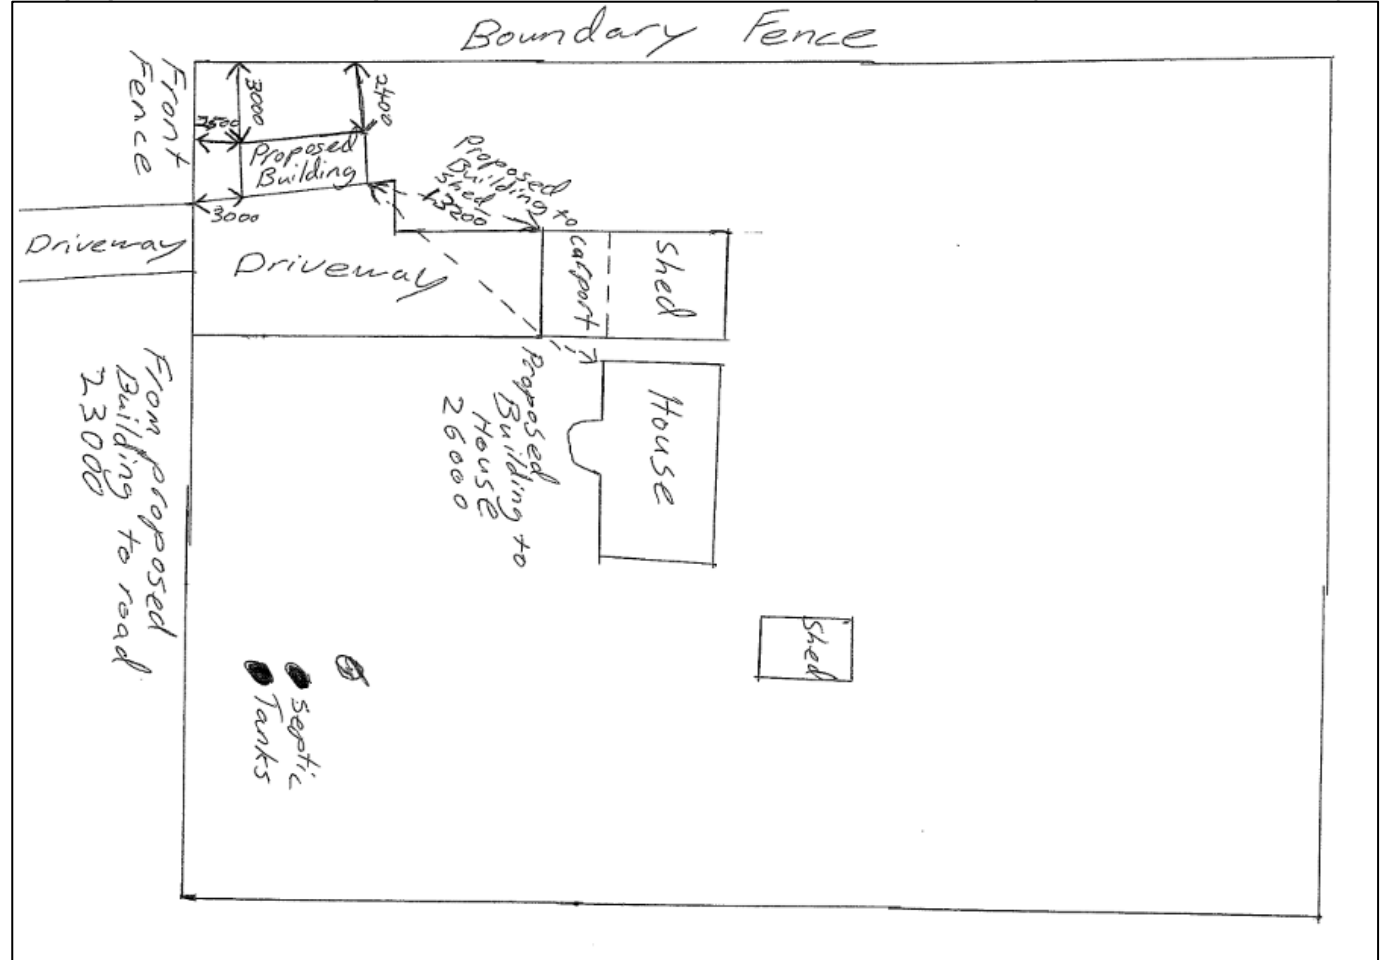 Boundary Fence
Front
Fence
3000
2400
2500
Proposed
Building
3000
Proposed
Building to
Shed
13200
Driveway
Driveway
Carport
Shed
House
Proposed
Building to
House
26000
From proposed
Building to road
23000
Shed
Septic
Tanks